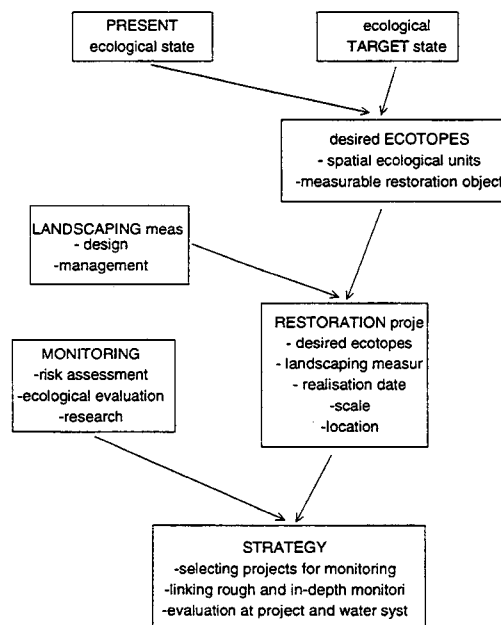 PRESENT
ecological state
ecological
TARGET state
desired ECOTOPES
- spatial ecological units
-measurable restoration object
LANDSCAPING meas
- design
-management
RESTORATION proje
- desired ecotopes
- landscaping measur
- realisation date
-scale
-location
MONITORING
-risk assessment
-ecological evaluation
-research
STRATEGY
-selecting projects for monitoring
-linking rough and in-depth monitori
-evaluation at project and water syst